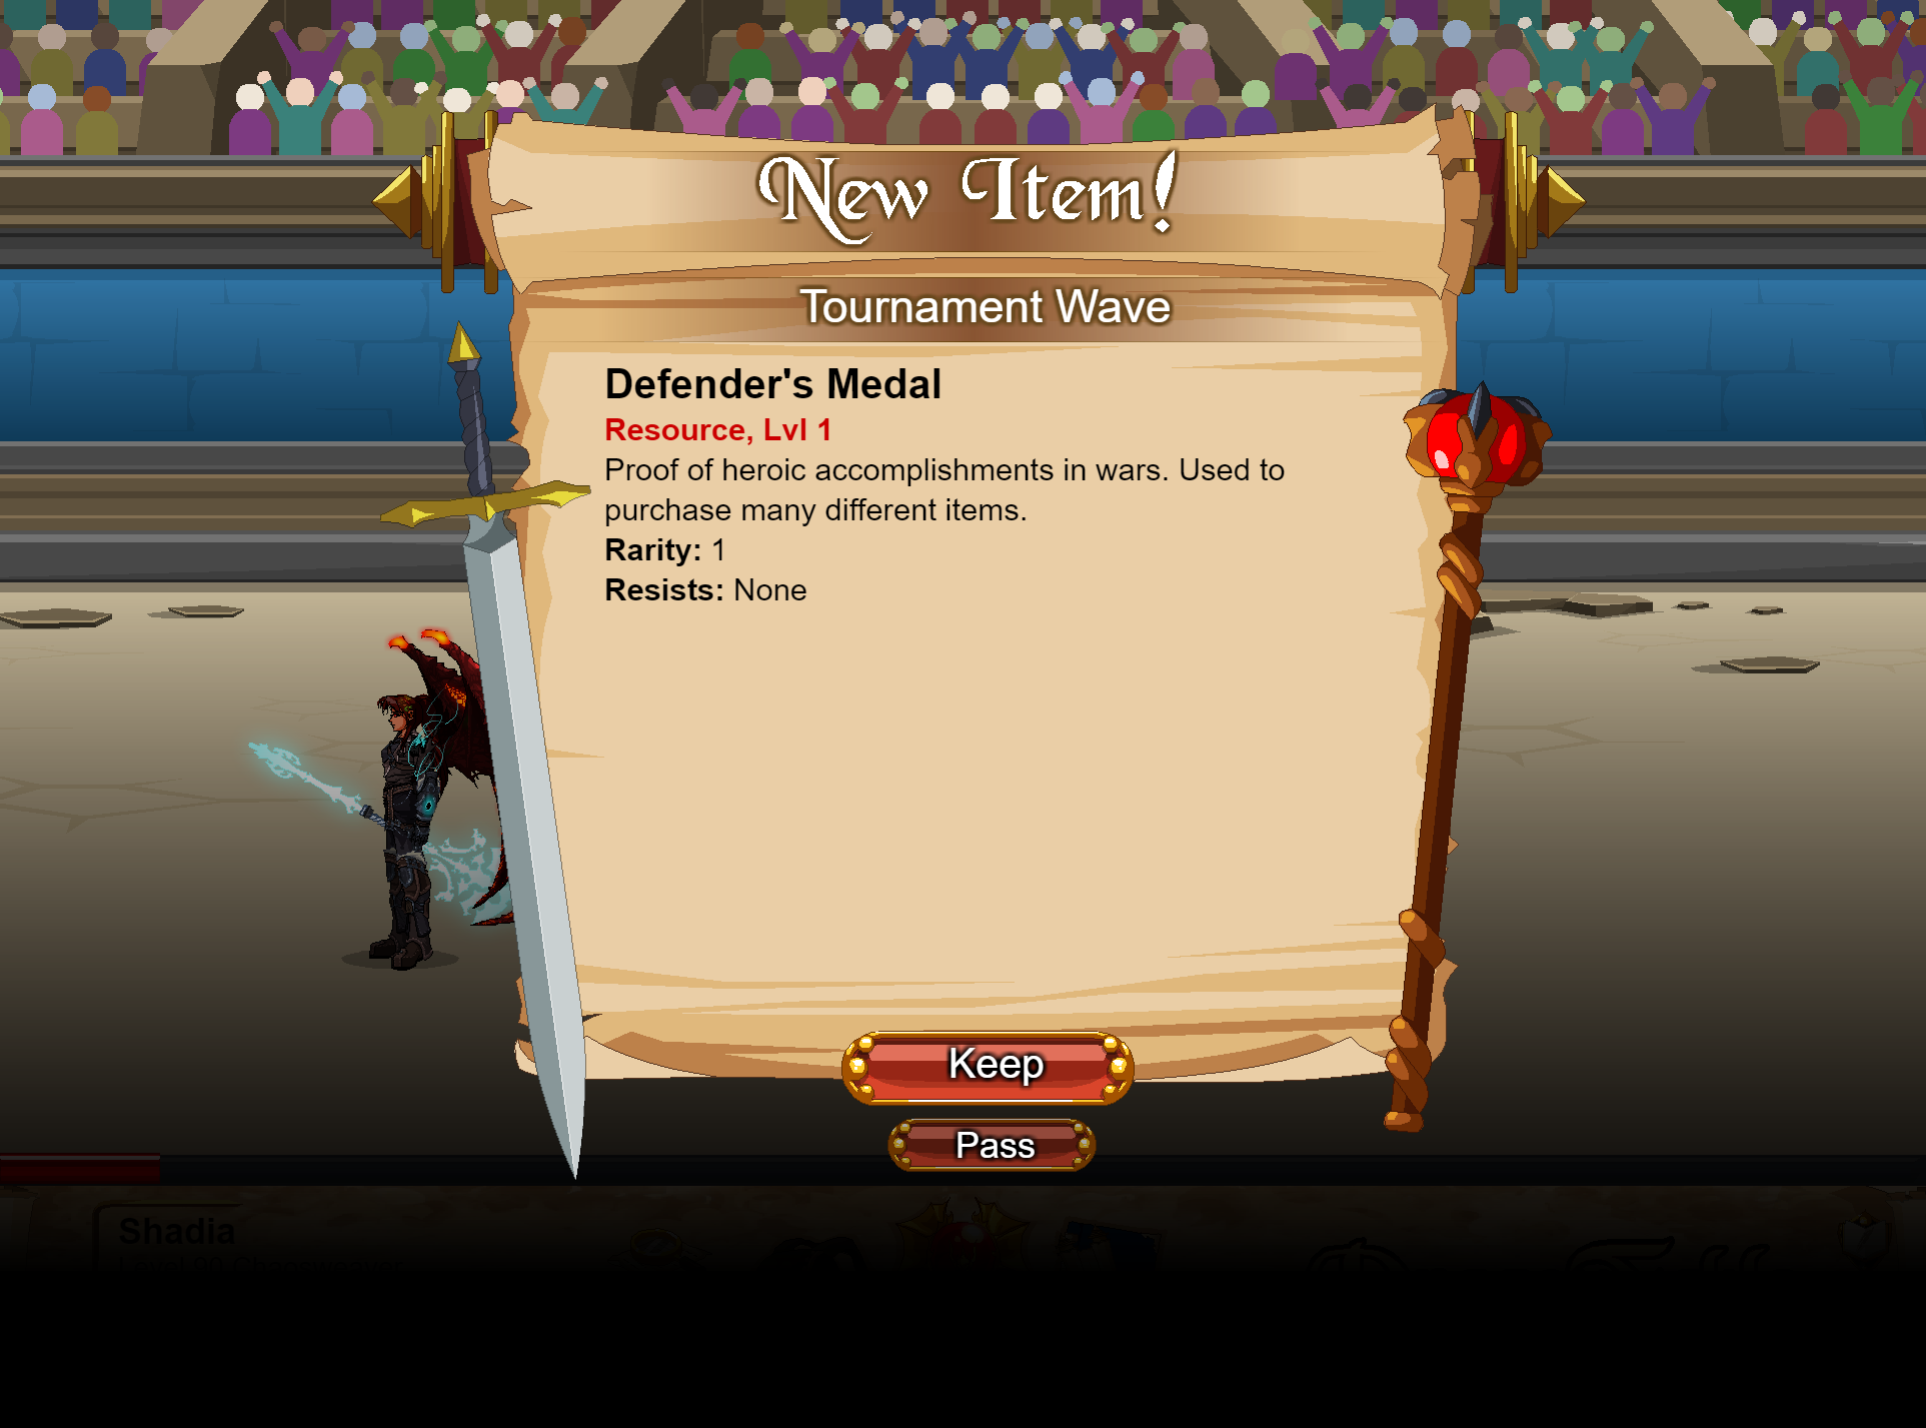 New Item!
Tournament Wave
Defender's Medal
Resource, Lvl 1
Proof of heroic accomplishments in wars. Used to
purchase many different items.
Rarity: 1
Resists: None
Keep
Pass
Shadia